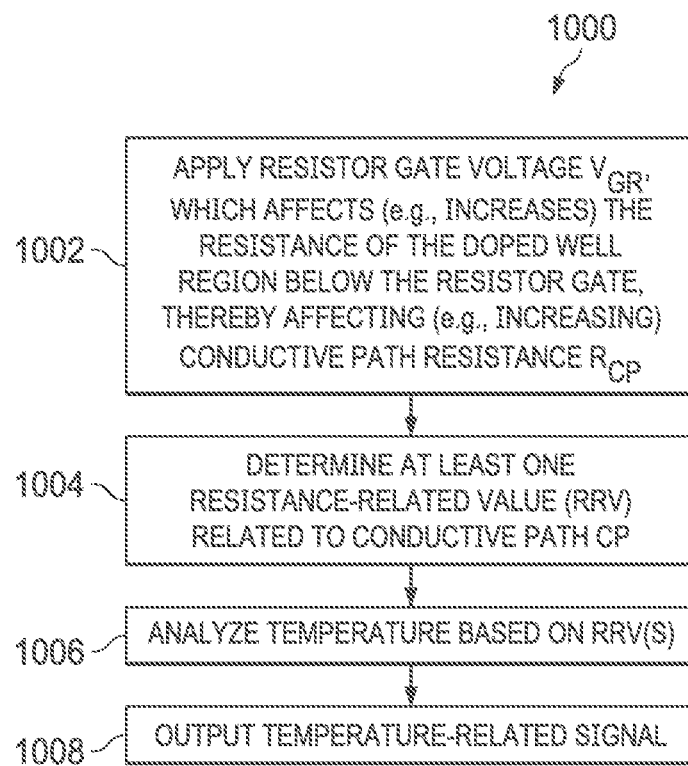 1000
1002
APPLY RESISTOR GATE VOLTAGE V_GR,
WHICH AFFECTS (e.g., INCREASES) THE
RESISTANCE OF THE DOPED WELL
REGION BELOW THE RESISTOR GATE,
THEREBY AFFECTING (e.g., INCREASING)
CONDUCTIVE PATH RESISTANCE R_CP
1004
DETERMINE AT LEAST ONE
RESISTANCE-RELATED VALUE (RRV)
RELATED TO CONDUCTIVE PATH CP
1006
ANALYZE TEMPERATURE BASED ON RRV(S)
1008
OUTPUT TEMPERATURE-RELATED SIGNAL